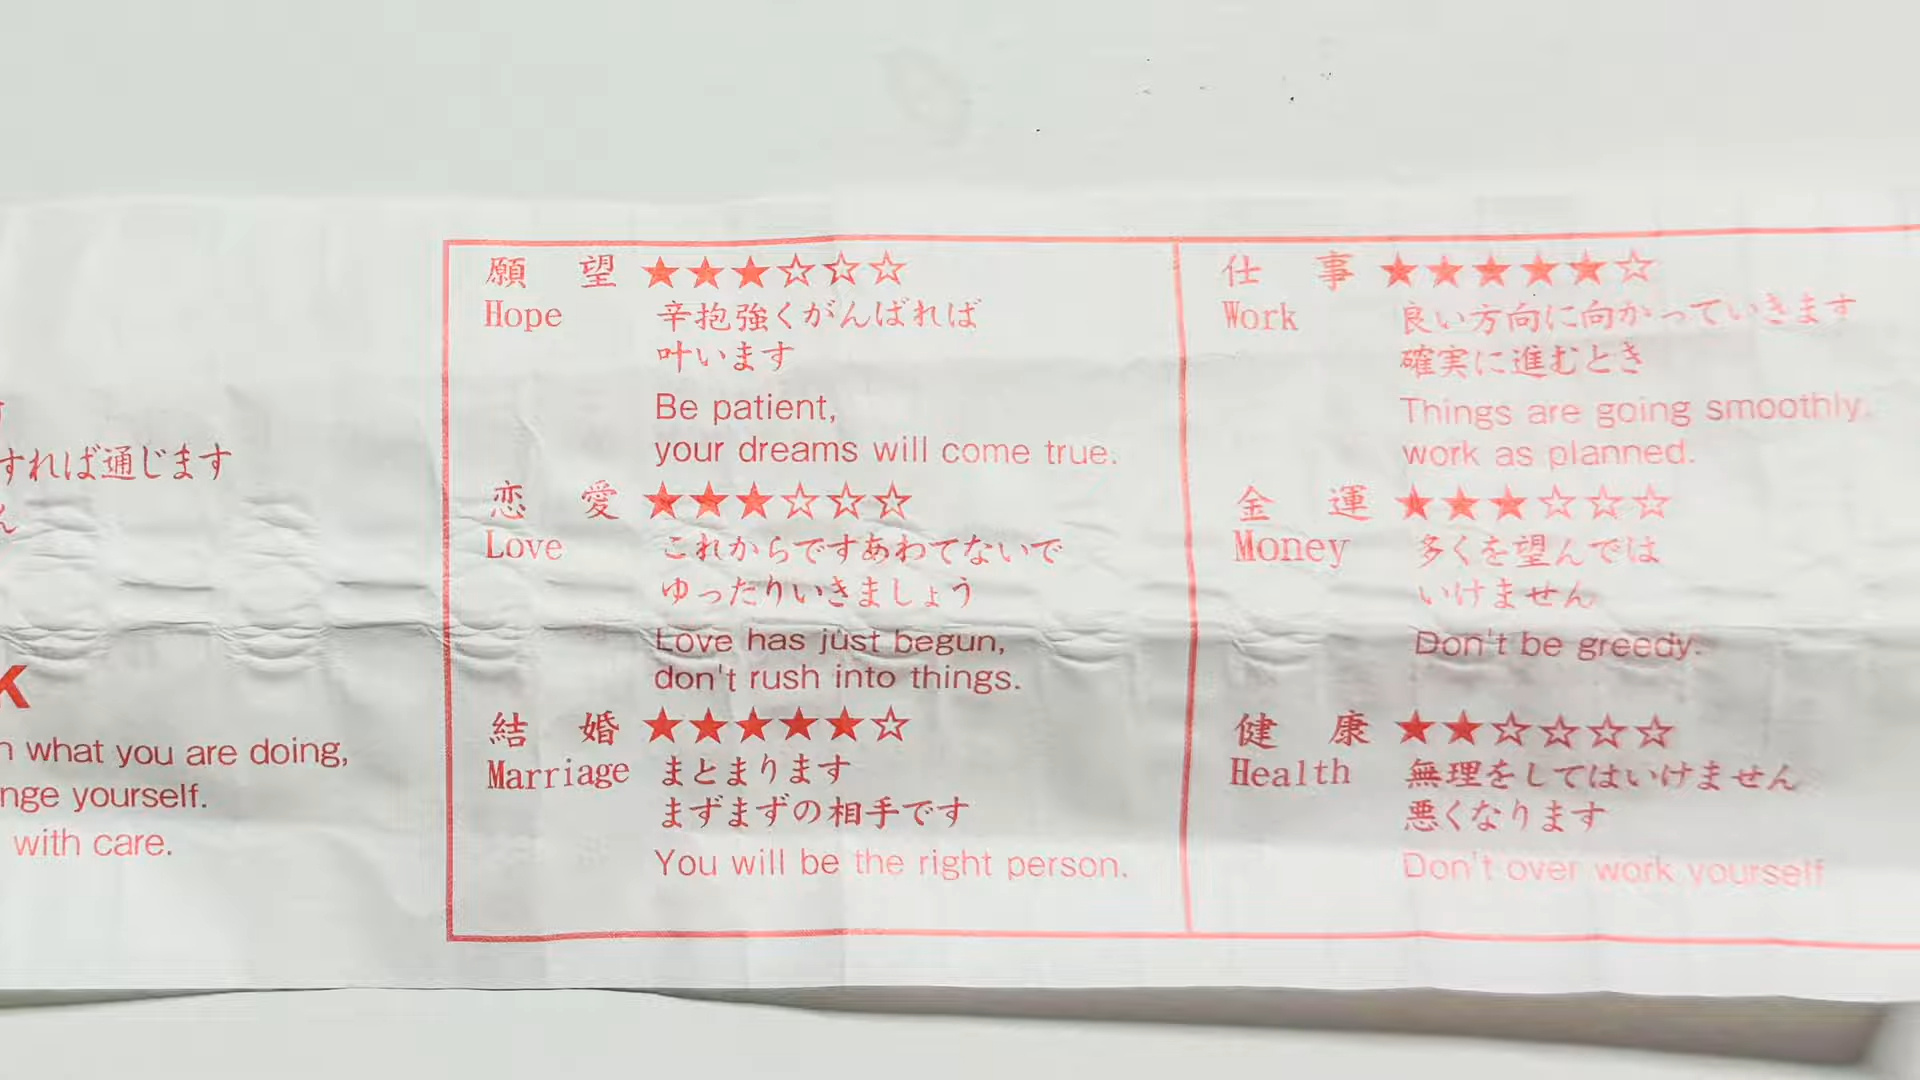 すれば通じます
ん
K
what you are doing,
yourself.
with care.
願 望 ★★★☆☆☆
Hope
辛抱強くがんばれば
叶います
Be patient,
your dreams will come true.
恋 愛 ★★★☆☆☆
Love
これからですあわてないで
ゆったりいきましょう
Love has just begun,
don't rush into things.
結 婚 ★★★★★☆
Marriage
まとまります
まずまずの相手です
You will be the right person.
仕 事 ★★★★★☆
Work
良い方向に向かっていきます
確実に進むとき
Things are going smoothly.
work as planned.
金 運 ★★★☆☆☆
Money
多くを望んでは
いけません
Don't be greedy.
健 康 ★★☆☆☆☆
Health
無理をしてはいけません
悪くなります
Don't over work yourself